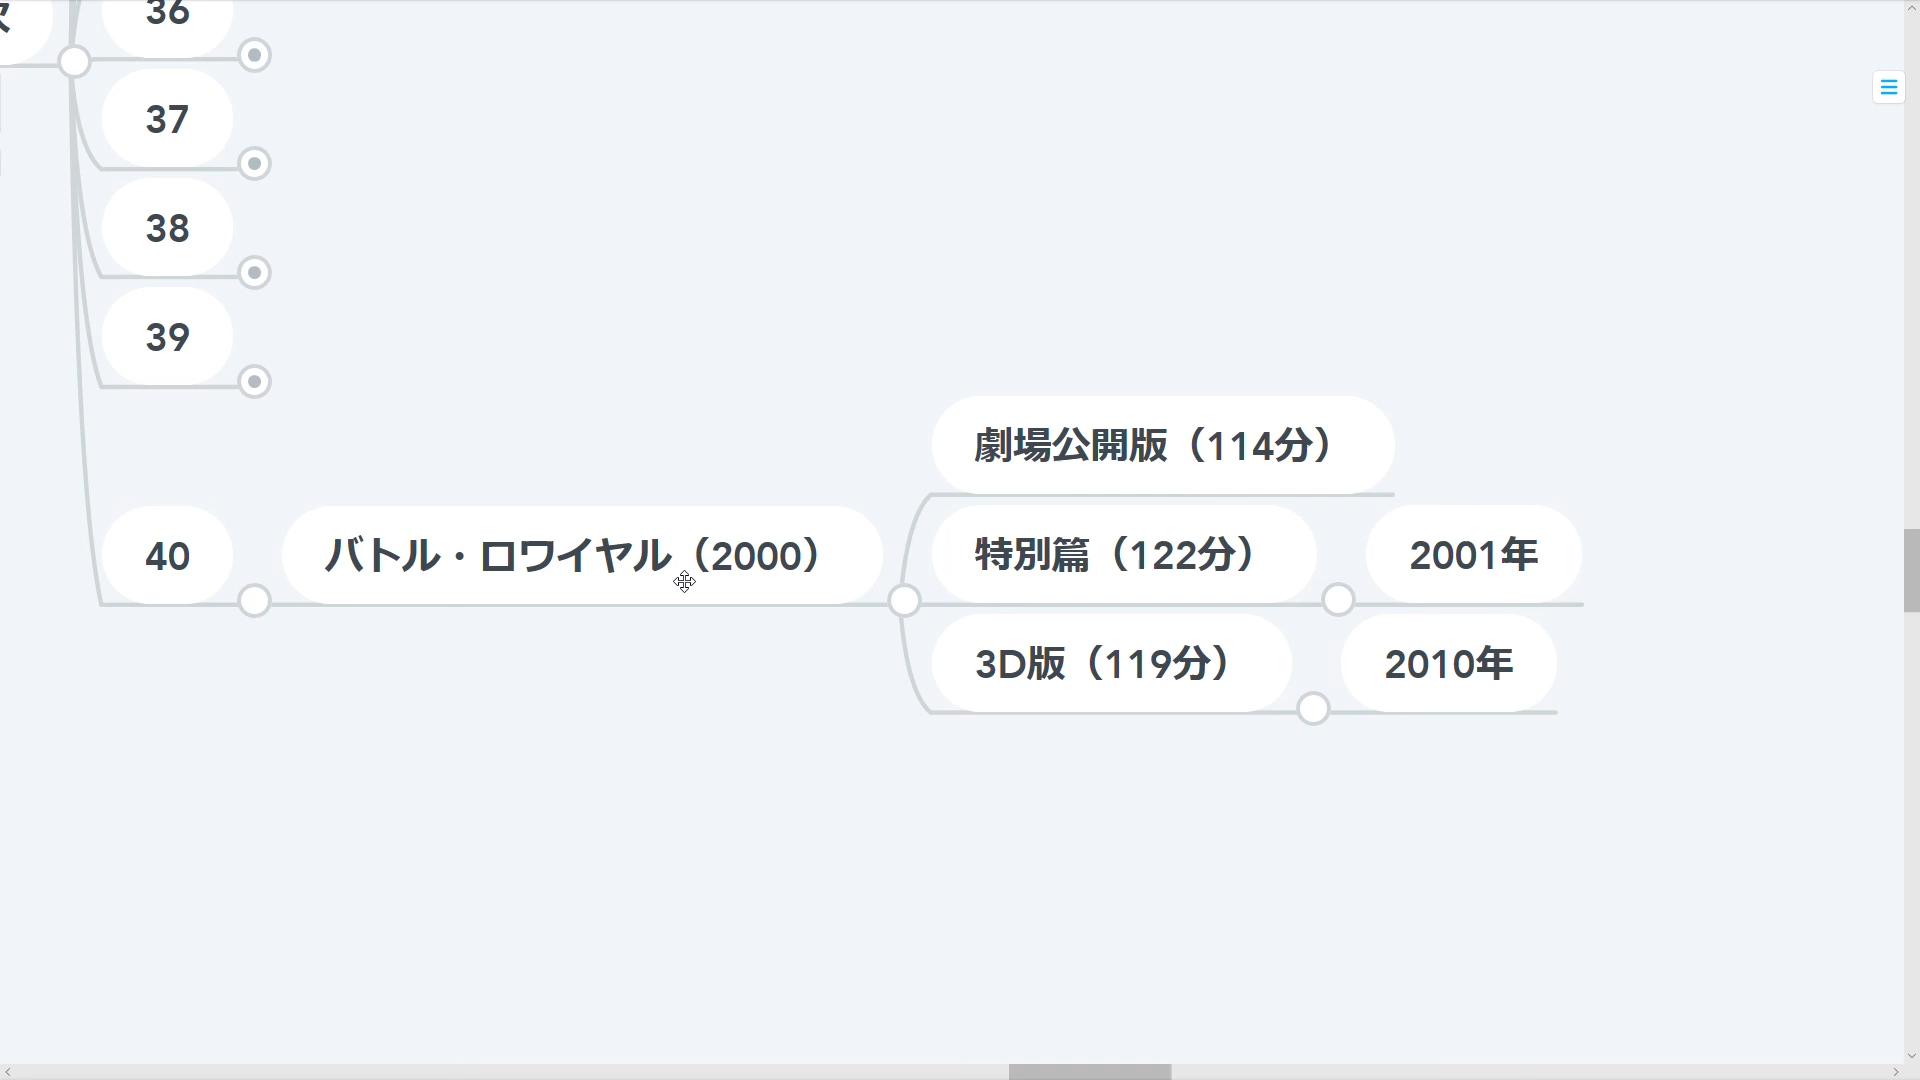 36
37
38
39
40
バトル・ロワイヤル（2000）
劇場公開版（114分）
特別篇（122分）
2001年
3D版（119分）
2010年